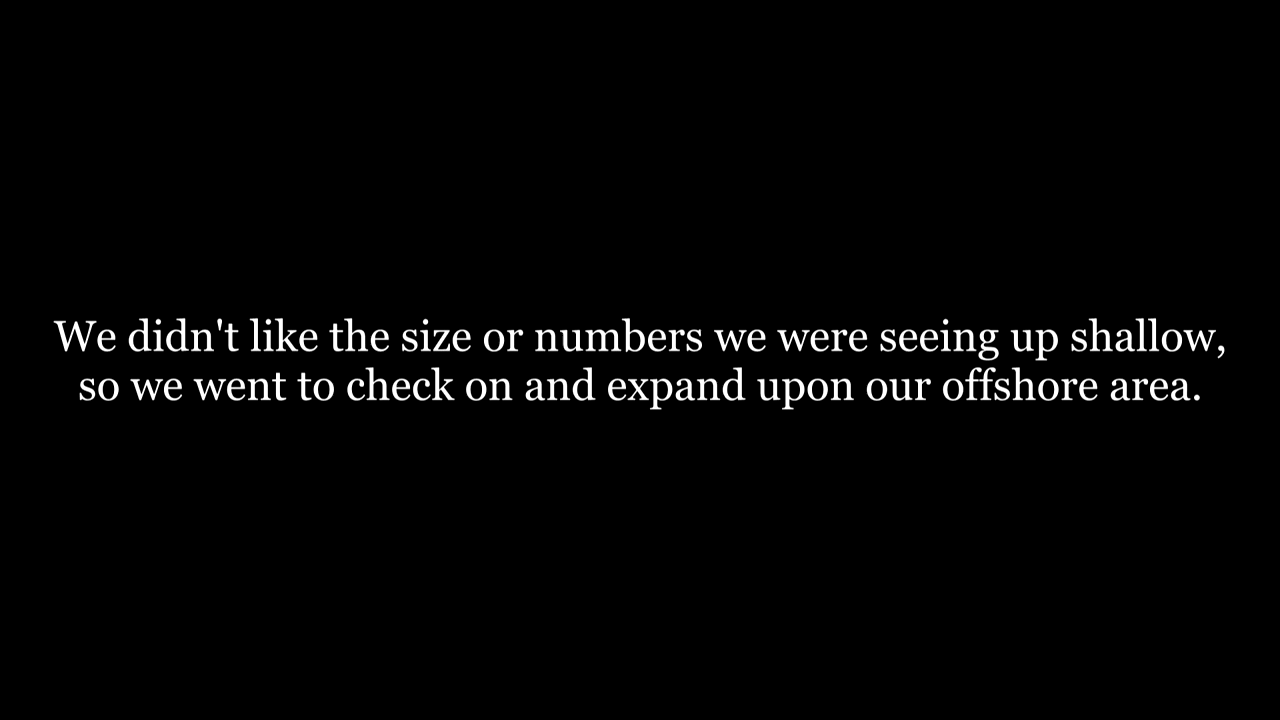 We didn't like the size or numbers we were seeing up shallow,
so we went to check on and expand upon our offshore area.